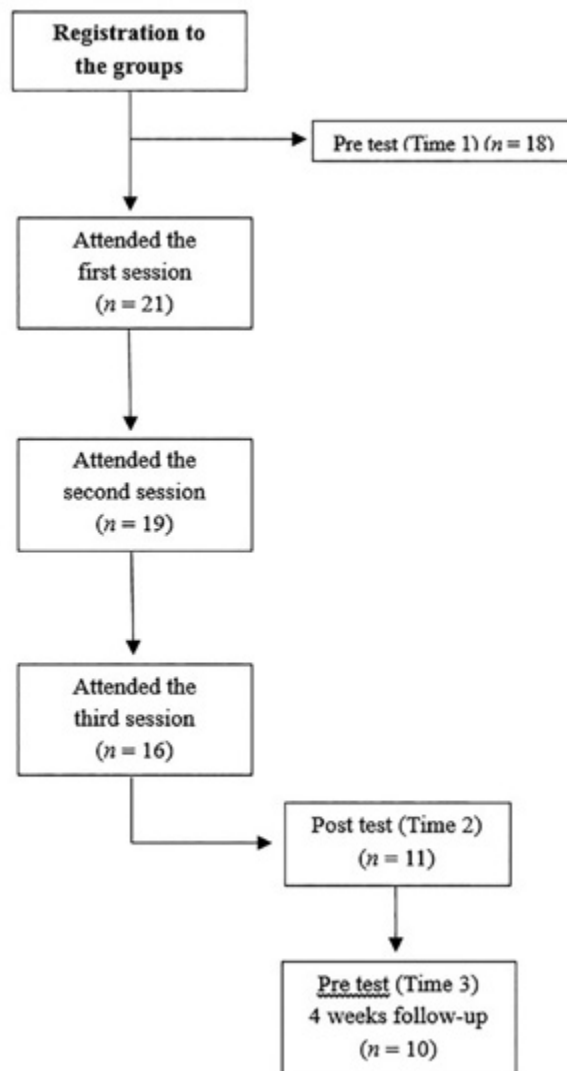 Registration to
the groups
Pre test (Time 1) (n = 18)
Attended the
first session
(n = 21)
Attended the
second session
(n = 19)
Attended the
third session
(n = 16)
Post test (Time 2)
(n = 11)
Pre test (Time 3)
4 weeks follow-up
(n = 10)